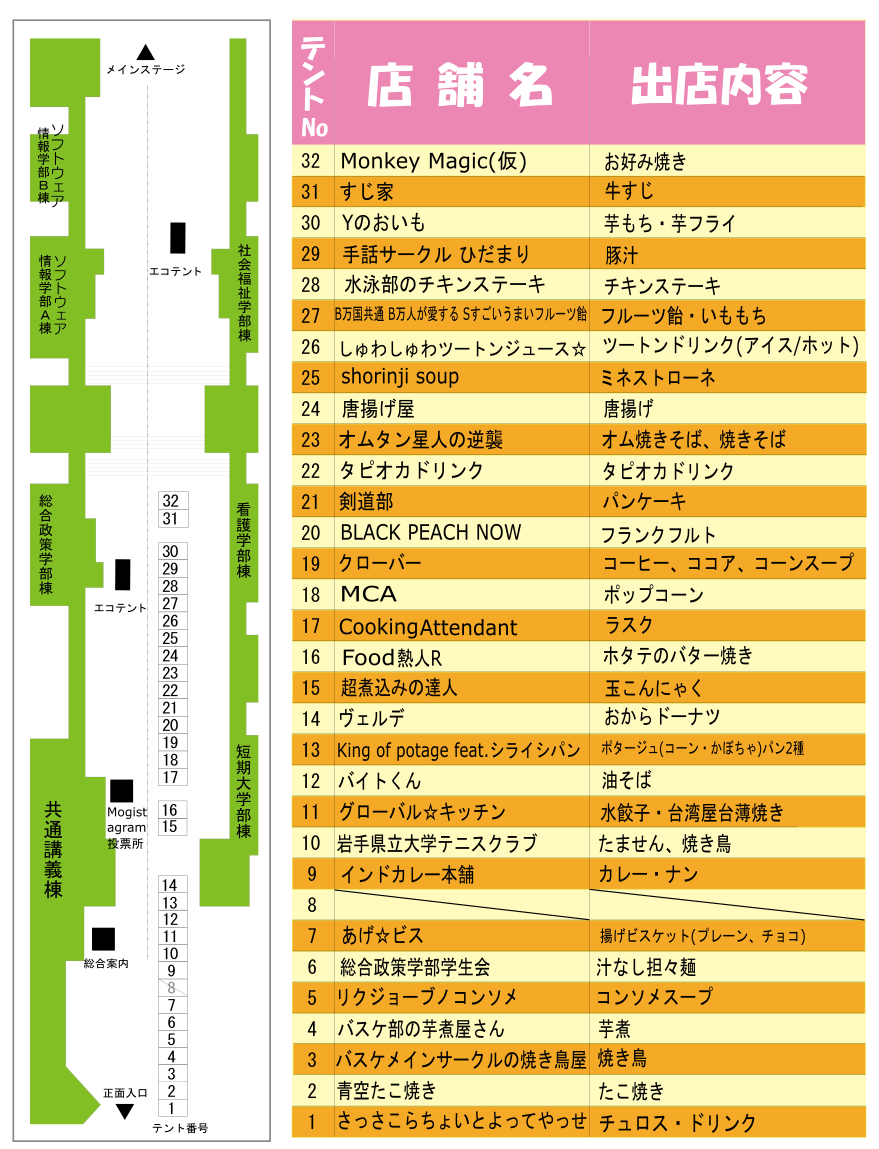 メインステージ
ソフトウェア
情報学部B棟
エコテント
社会福祉学部棟
ソフトウェア
情報学部A棟
総合政策学部棟
看護学部棟
エコテント
32
31
30
29
28
27
26
25
24
23
22
21
20
19
18
17
16
15
14
13
12
11
10
9
8
7
6
5
4
3
2
1
短期大学部棟
共通講義棟
Mogist
agram
投票所
総合案内
正面入口
テント番号
テントNo 店舗名 出店内容
32 Monkey Magic(仮) お好み焼き
31 すじ家 牛すじ
30 Yのおいも 芋もち・芋フライ
29 手話サークル ひだまり 豚汁
28 水泳部のチキンステーキ チキンステーキ
27 B万国共通 B万人が愛する Sすごいうまいフルーツ飴 フルーツ飴・いももち
26 しゅわしゅわツートンジュース☆ ツートンドリンク(アイス/ホット)
25 shorinji soup ミネストローネ
24 唐揚げ屋 唐揚げ
23 オムタン星人の逆襲 オム焼きそば、焼きそば
22 タピオカドリンク タピオカドリンク
21 剣道部 パンケーキ
20 BLACK PEACH NOW フランクフルト
19 クローバー コーヒー、ココア、コーンスープ
18 MCA ポップコーン
17 CookingAttendant ラスク
16 Food熱人R ホタテのバター焼き
15 超煮込みの達人 玉こんにゃく
14 ヴェルデ おからドーナツ
13 King of potage feat.シライシパン ポタージュ(コーン・かぼちゃ)パン2種
12 バイトくん 油そば
11 グローバル☆キッチン 水餃子・台湾屋台薄焼き
10 岩手県立大学テニスクラブ たません、焼き鳥
9 インドカレー本舗 カレー・ナン
8
7 あげ☆ビス 揚げビスケット(プレーン、チョコ)
6 総合政策学部学生会 汁なし担々麺
5 リクジョーブノコンソメ コンソメスープ
4 バスケ部の芋煮屋さん 芋煮
3 バスケメインサークルの焼き鳥屋 焼き鳥
2 青空たこ焼き たこ焼き
1 さっさこらちょいとよってやっせ チュロス・ドリンク